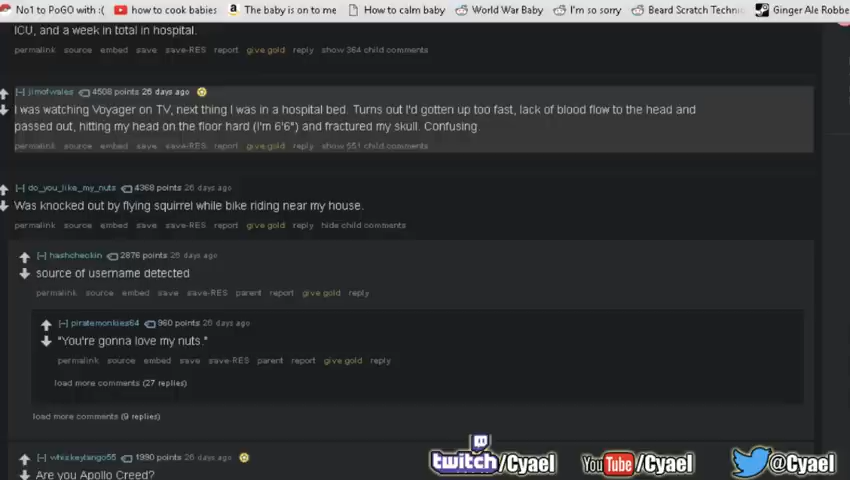 No1 to PoGO with :( how to cook babies The baby is on to me How to calm baby World War Baby I'm so sorry Beard Scratch Techni Ginger Ale Robbe
ICU, and a week in total in hospital.
permalink source embed save save-RES report give gold reply show 364 child comments
[-] jimofwales 4508 points 26 days ago
I was watching Voyager on TV, next thing I was in a hospital bed. Turns out I'd gotten up too fast, lack of blood flow to the head and
passed out, hitting my head on the floor hard (I'm 6'6") and fractured my skull. Confusing.
permalink source embed save save-RES report give gold reply show 551 child comments
[-] do_you_like_my_nuts 4368 points 26 days ago
Was knocked out by flying squirrel while bike riding near my house.
permalink source embed save save-RES report give gold reply hide child comments
[-] hashcheckin 2876 points 26 days ago
source of username detected
permalink source embed save save-RES parent report give gold reply
[-] piratemonkies64 960 points 26 days ago
"You're gonna love my nuts."
permalink source embed save save-RES parent report give gold reply
load more comments (27 replies)
load more comments (9 replies)
[-] whiskeytango55 1990 points 26 days ago
Are you Apollo Creed?
twitch/Cyael YouTube/Cyael @Cyael